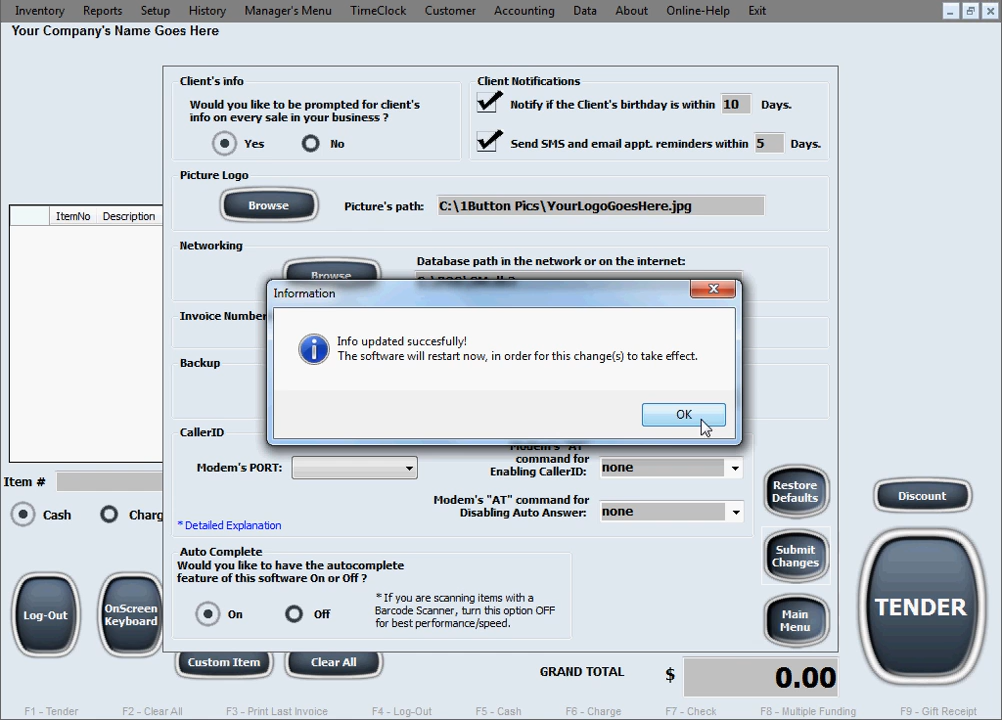 Inventory Reports Setup History Manager's Menu TimeClock Customer Accounting Data About Online-Help Exit
Your Company's Name Goes Here
Client's info
Would you like to be prompted for client's
info on every sale in your business ?
Yes No
Client Notifications
Notify if the Client's birthday is within 10 Days.
Send SMS and email appt. reminders within 5 Days.
Picture Logo
Browse Picture's path: C:\1Button Pics\YourLogoGoesHere.jpg
ItemNo Description
Networking
Database path in the network or on the internet:
Browse
Information
Invoice Number
Info updated succesfully!
The software will restart now, in order for this change(s) to take effect.
Backup
OK
CallerID
Modem's "AT"
command for
Enabling CallerID: none
Modem's PORT:
Modem's "AT" command for
Disabling Auto Answer: none
* Detailed Explanation
Item #
Cash Charg
Restore
Defaults
Discount
Auto Complete
Would you like to have the autocomplete
feature of this software On or Off ?
On Off
* If you are scanning items with a
Barcode Scanner, turn this option OFF
for best performance/speed.
Submit
Changes
Log-Out
OnScreen
Keyboard
Main
Menu
TENDER
Custom Item Clear All
GRAND TOTAL $ 0.00
F1 - Tender F2 - Clear All F3 - Print Last Invoice F4 - Log-Out F5 - Cash F6 - Charge F7 - Check F8 - Multiple Funding F9 - Gift Receipt